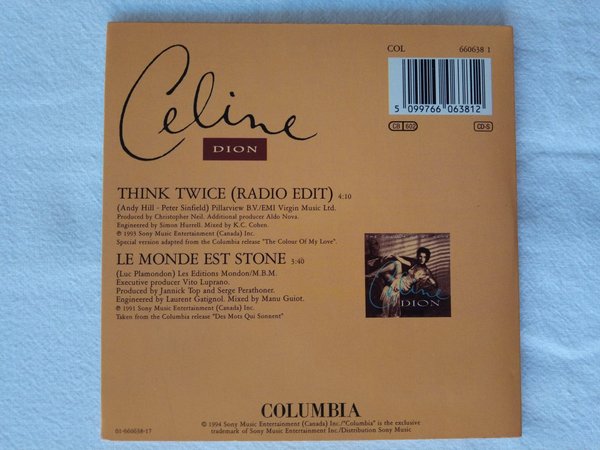 COL 660638 1
5 099766 063812
CB 602 CD-S
Celine
DION
THINK TWICE (RADIO EDIT) 4:10
(Andy Hill - Peter Sinfield) Pillarview B.V./EMI Virgin Music Ltd.
Produced by Christopher Neil. Additional producer Aldo Nova.
Engineered by Simon Hurrell. Mixed by K.C. Cohen.
℗ 1993 Sony Music Entertainment (Canada) Inc.
Special version adapted from the Columbia release "The Colour Of My Love".
LE MONDE EST STONE 3:40
(Luc Plamondon) Les Editions Mondon/M.B.M.
Executive producer Vito Luprano.
Produced by Jannick Top and Serge Perathoner.
Engineered by Laurent Gatignol. Mixed by Manu Guiot.
℗ 1991 Sony Music Entertainment (Canada) Inc.
Taken from the Columbia release "Des Mots Qui Sonnent"
Celine
DION
COLUMBIA
© 1994 Sony Music Entertainment (Canada) Inc./"Columbia" is the exclusive
trademark of Sony Music Entertainment Inc./Distribution Sony Music
01-660638-17